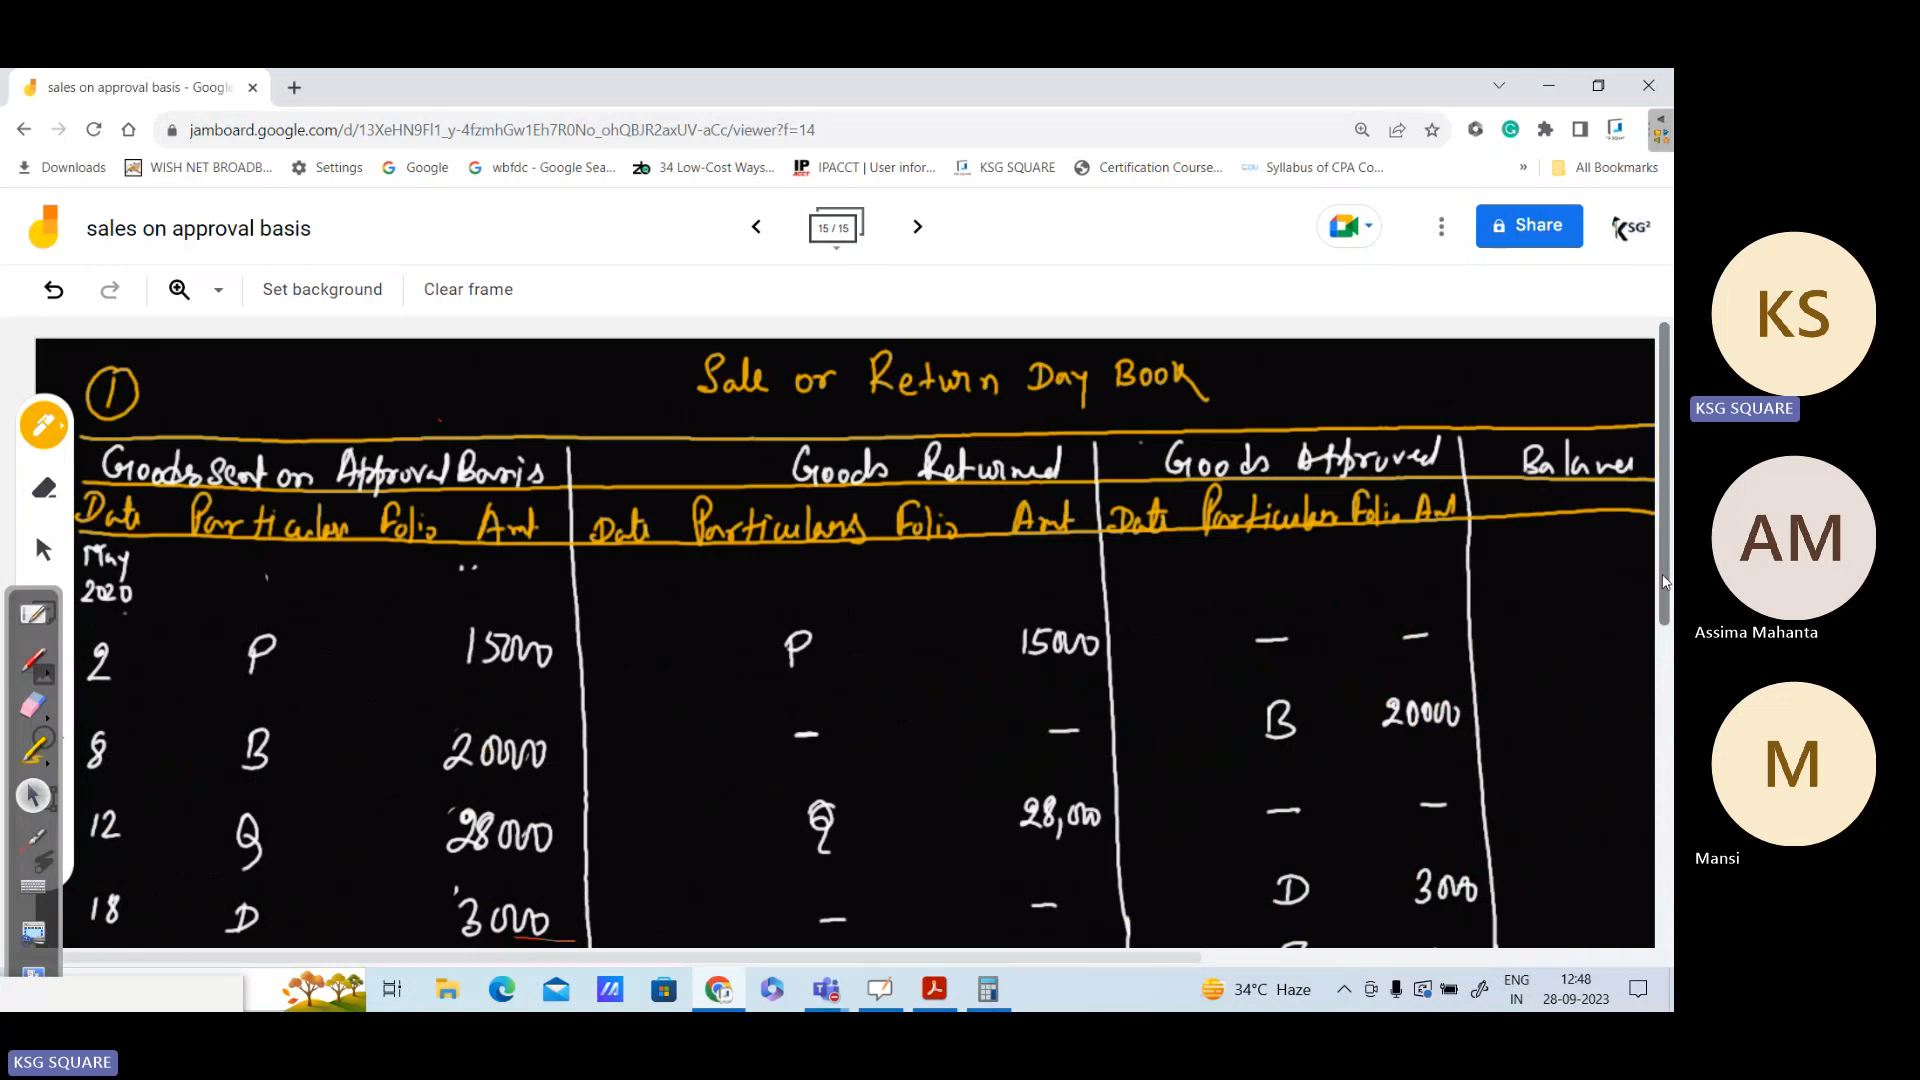 sales on approval basis - Googl
jamboard.google.com/d/13XeHN9Fl1_y-4fzmhGw1Eh7R0No_ohQBJR2axUV-aCc/viewer?f=14
Downloads WISH NET BROADB... Settings Google wbfdc - Google Sea... 34 Low-Cost Ways... IPACCT | User infor... KSG SQUARE Certification Course... Syllabus of CPA Co... » All Bookmarks
sales on approval basis 15 / 15 Share KSG²
Set background Clear frame
1 Sale or Return Day Book
Goods Sent on Approval Basis Goods Returned Goods Approved Balance
Date Particulars Folio Amt Date Particulars Folio Amt Date Particulars Folio Amt
May
2020
2 P 15000 P 15000 — —
8 B 20000 — — B 20000
12 Q 28000 Q 28,000 — —
18 D 3000 — — D 3000
34°C Haze ENG IN 12:48 28-09-2023
KS
KSG SQUARE
AM
Assima Mahanta
M
Mansi
KSG SQUARE